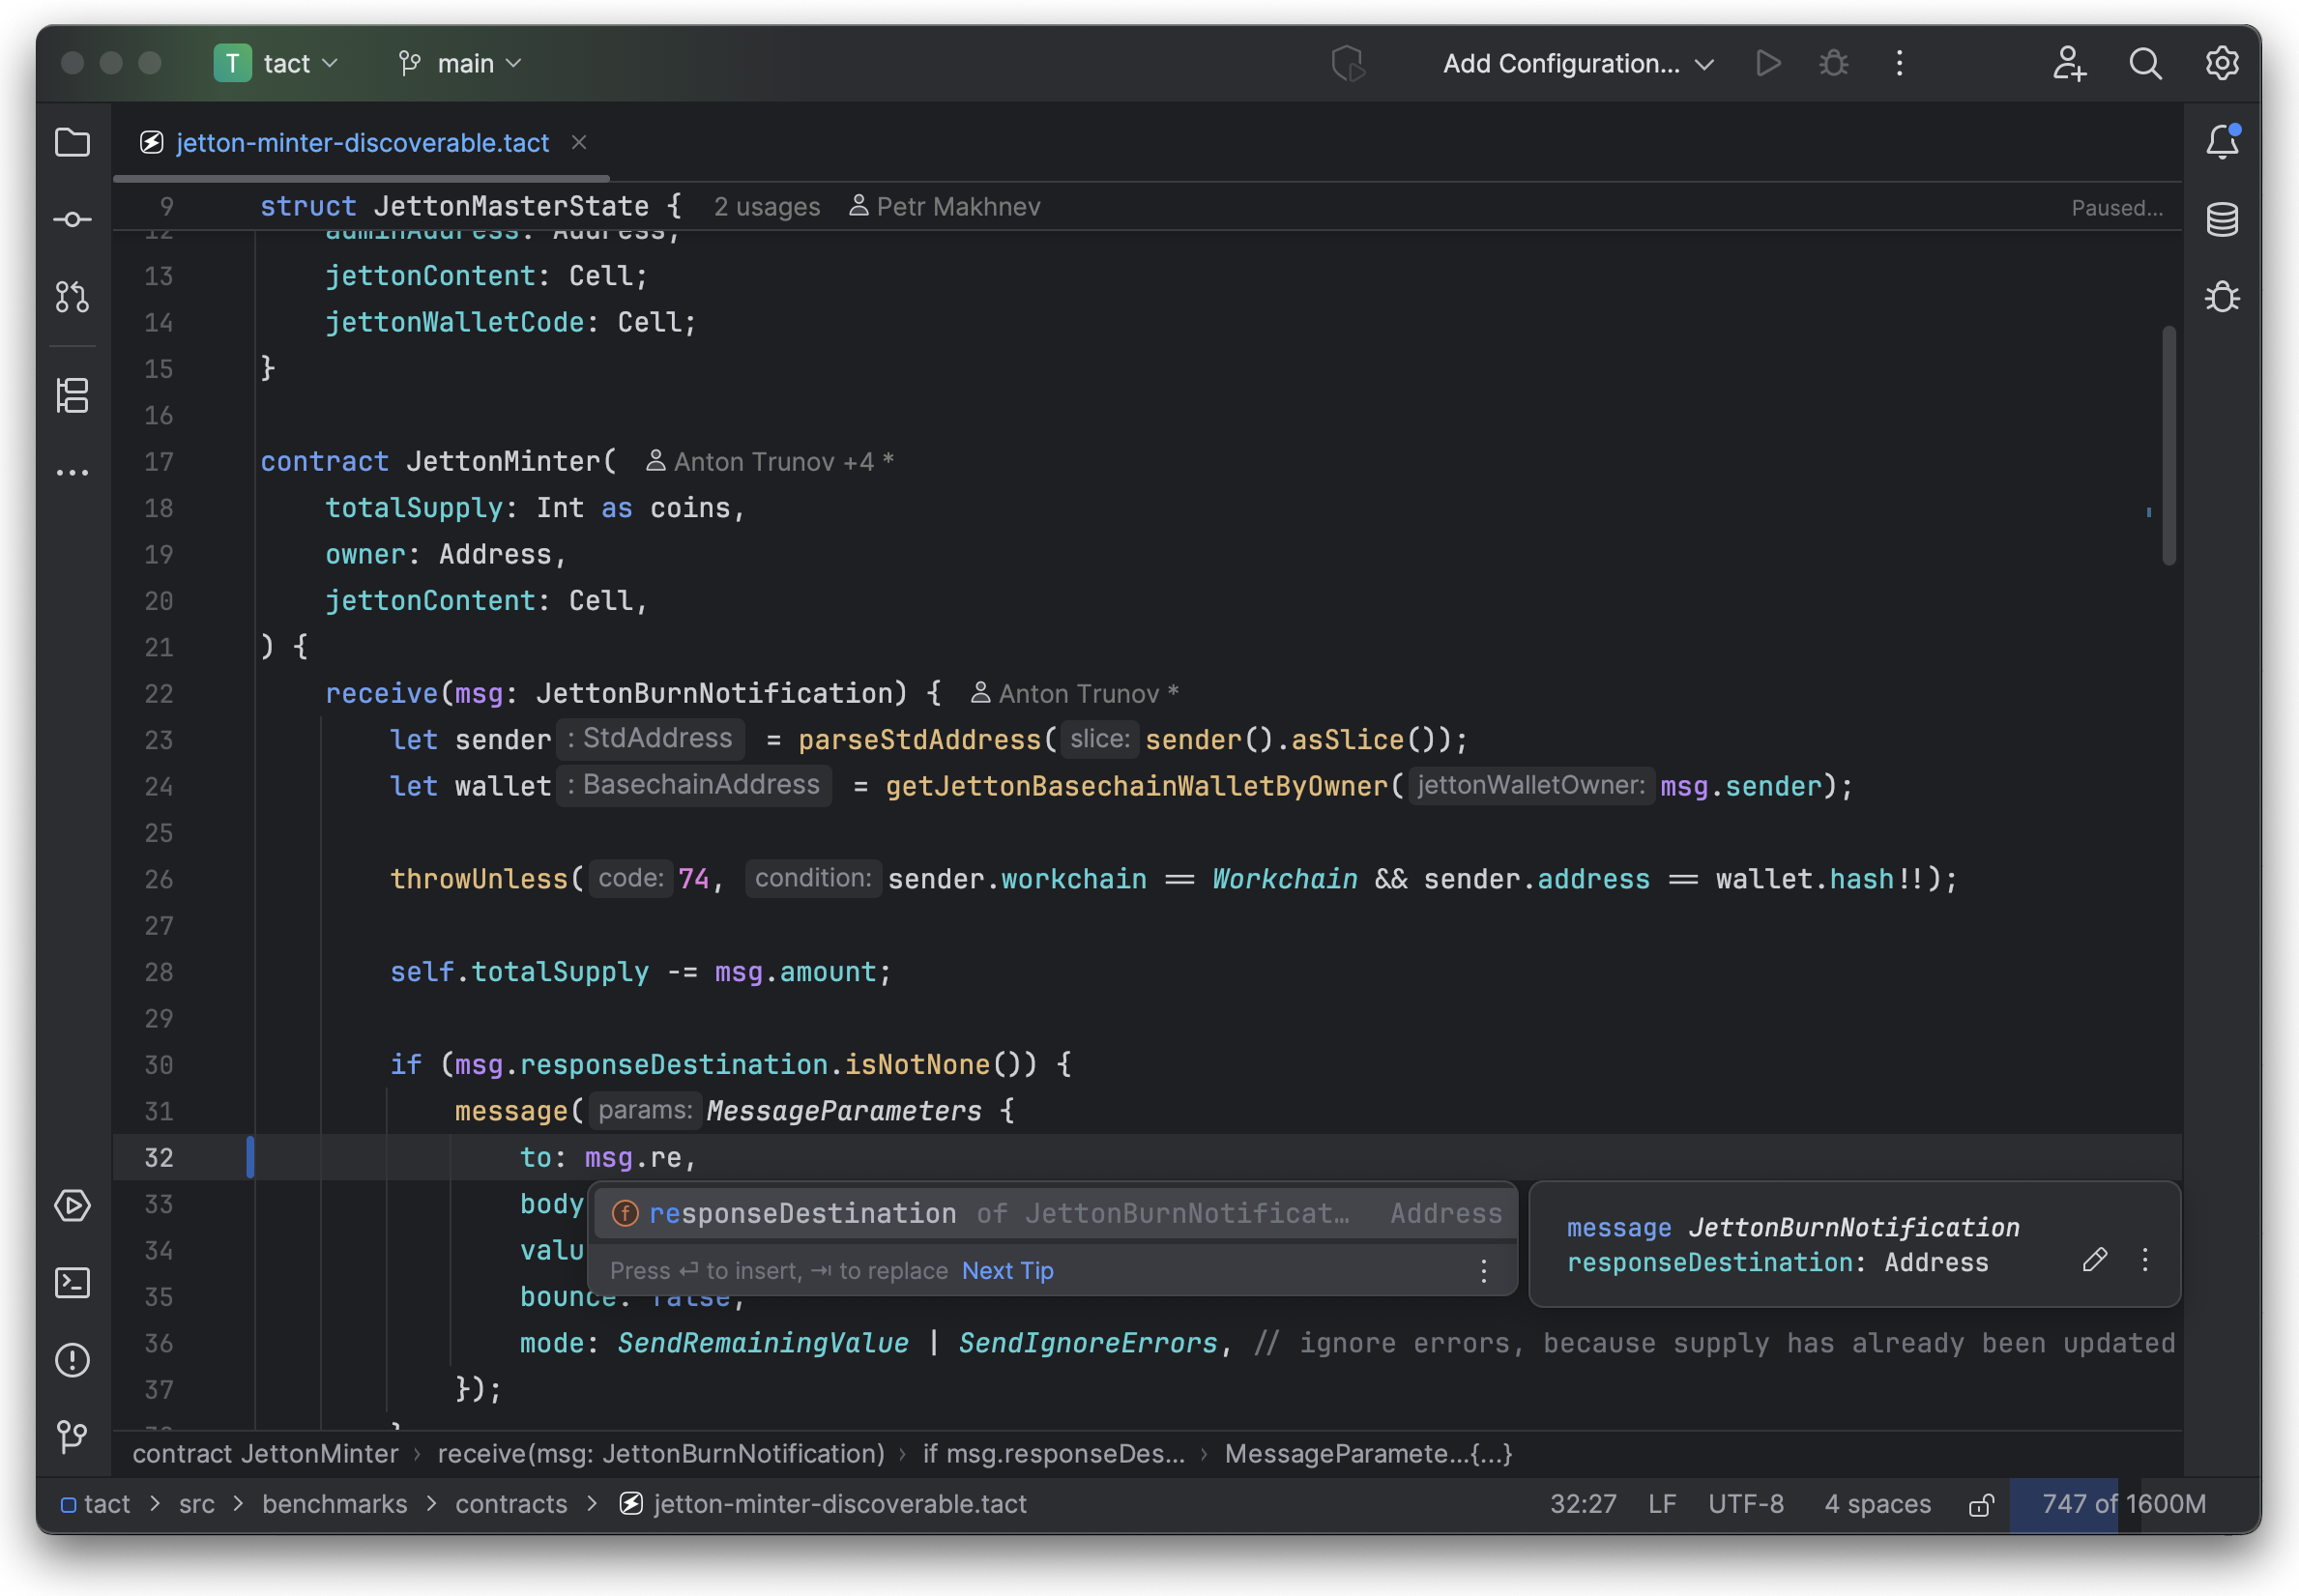 T tact main Add Configuration...
jetton-minter-discoverable.tact
9 struct JettonMasterState { 2 usages Petr Makhnev Paused...
12 adminAddress: Address;
13 jettonContent: Cell;
14 jettonWalletCode: Cell;
15 }
16
17 contract JettonMinter( Anton Trunov +4 *
18 totalSupply: Int as coins,
19 owner: Address,
20 jettonContent: Cell,
21 ) {
22 receive(msg: JettonBurnNotification) { Anton Trunov *
23 let sender : StdAddress = parseStdAddress( slice: sender().asSlice());
24 let wallet : BasechainAddress = getJettonBasechainWalletByOwner( jettonWalletOwner: msg.sender);
25
26 throwUnless( code: 74, condition: sender.workchain == Workchain && sender.address == wallet.hash!!);
27
28 self.totalSupply -= msg.amount;
29
30 if (msg.responseDestination.isNotNone()) {
31 message( params: MessageParameters {
32 to: msg.re,
33 body
f responseDestination of JettonBurnNotificat... Address
34 valu
Press ↵ to insert, ⇥ to replace Next Tip
message JettonBurnNotification
responseDestination: Address
35 bounce: false,
36 mode: SendRemainingValue | SendIgnoreErrors, // ignore errors, because supply has already been updated
37 });
contract JettonMinter › receive(msg: JettonBurnNotification) › if msg.responseDes... › MessageParamete...{...}
tact > src > benchmarks > contracts > jetton-minter-discoverable.tact 32:27 LF UTF-8 4 spaces 747 of 1600M